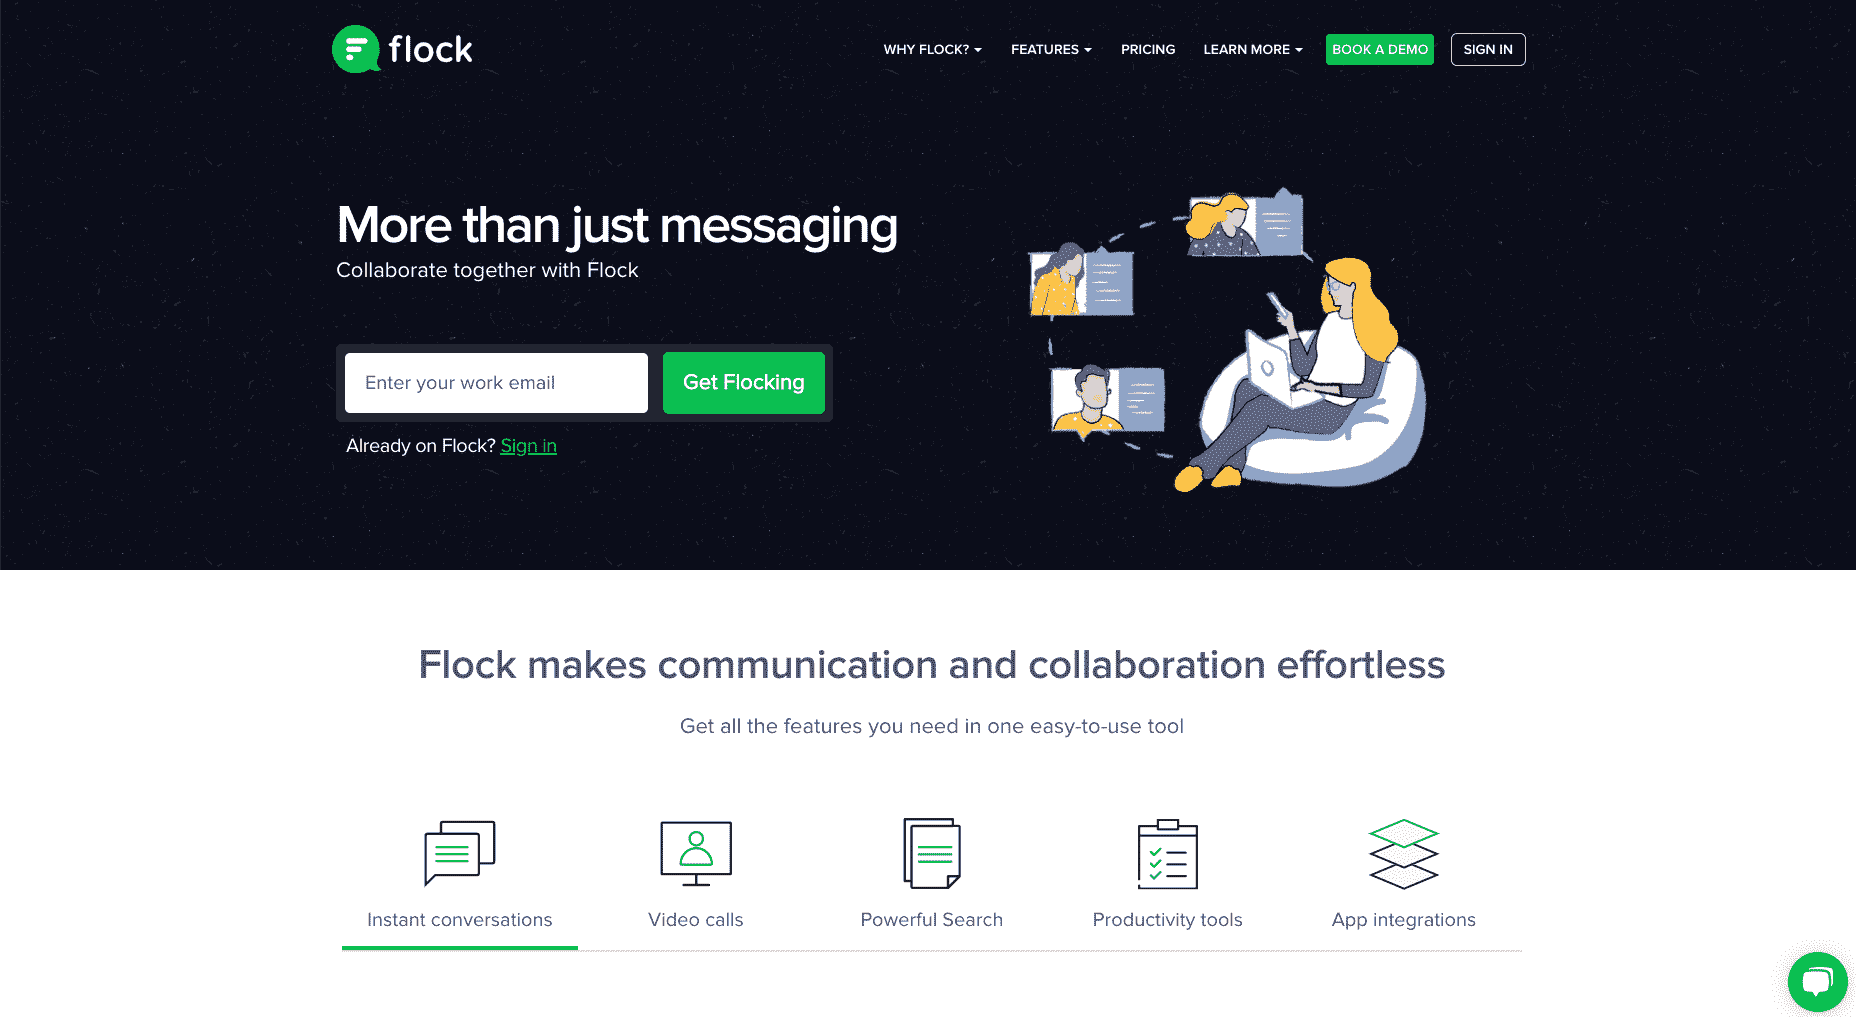 flock
WHY FLOCK?
FEATURES
PRICING
LEARN MORE
BOOK A DEMO
SIGN IN
More than just messaging
Collaborate together with Flock
Enter your work email
Get Flocking
Already on Flock? Sign in
Flock makes communication and collaboration effortless
Get all the features you need in one easy-to-use tool
Instant conversations
Video calls
Powerful Search
Productivity tools
App integrations